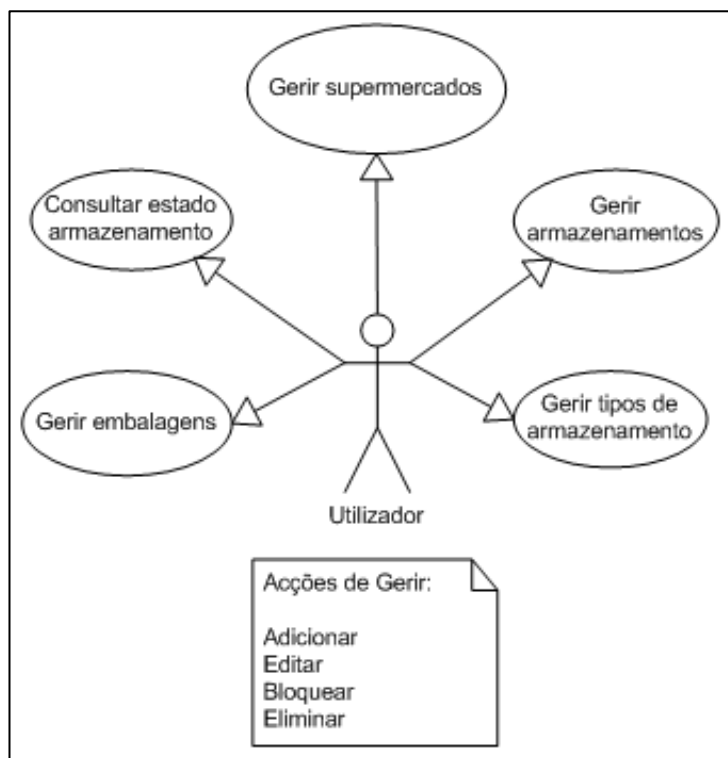 Gerir supermercados
Consultar estado
armazenamento
Gerir
armazenamentos
Gerir embalagens
Gerir tipos de
armazenamento
Utilizador
Acções de Gerir:
Adicionar
Editar
Bloquear
Eliminar